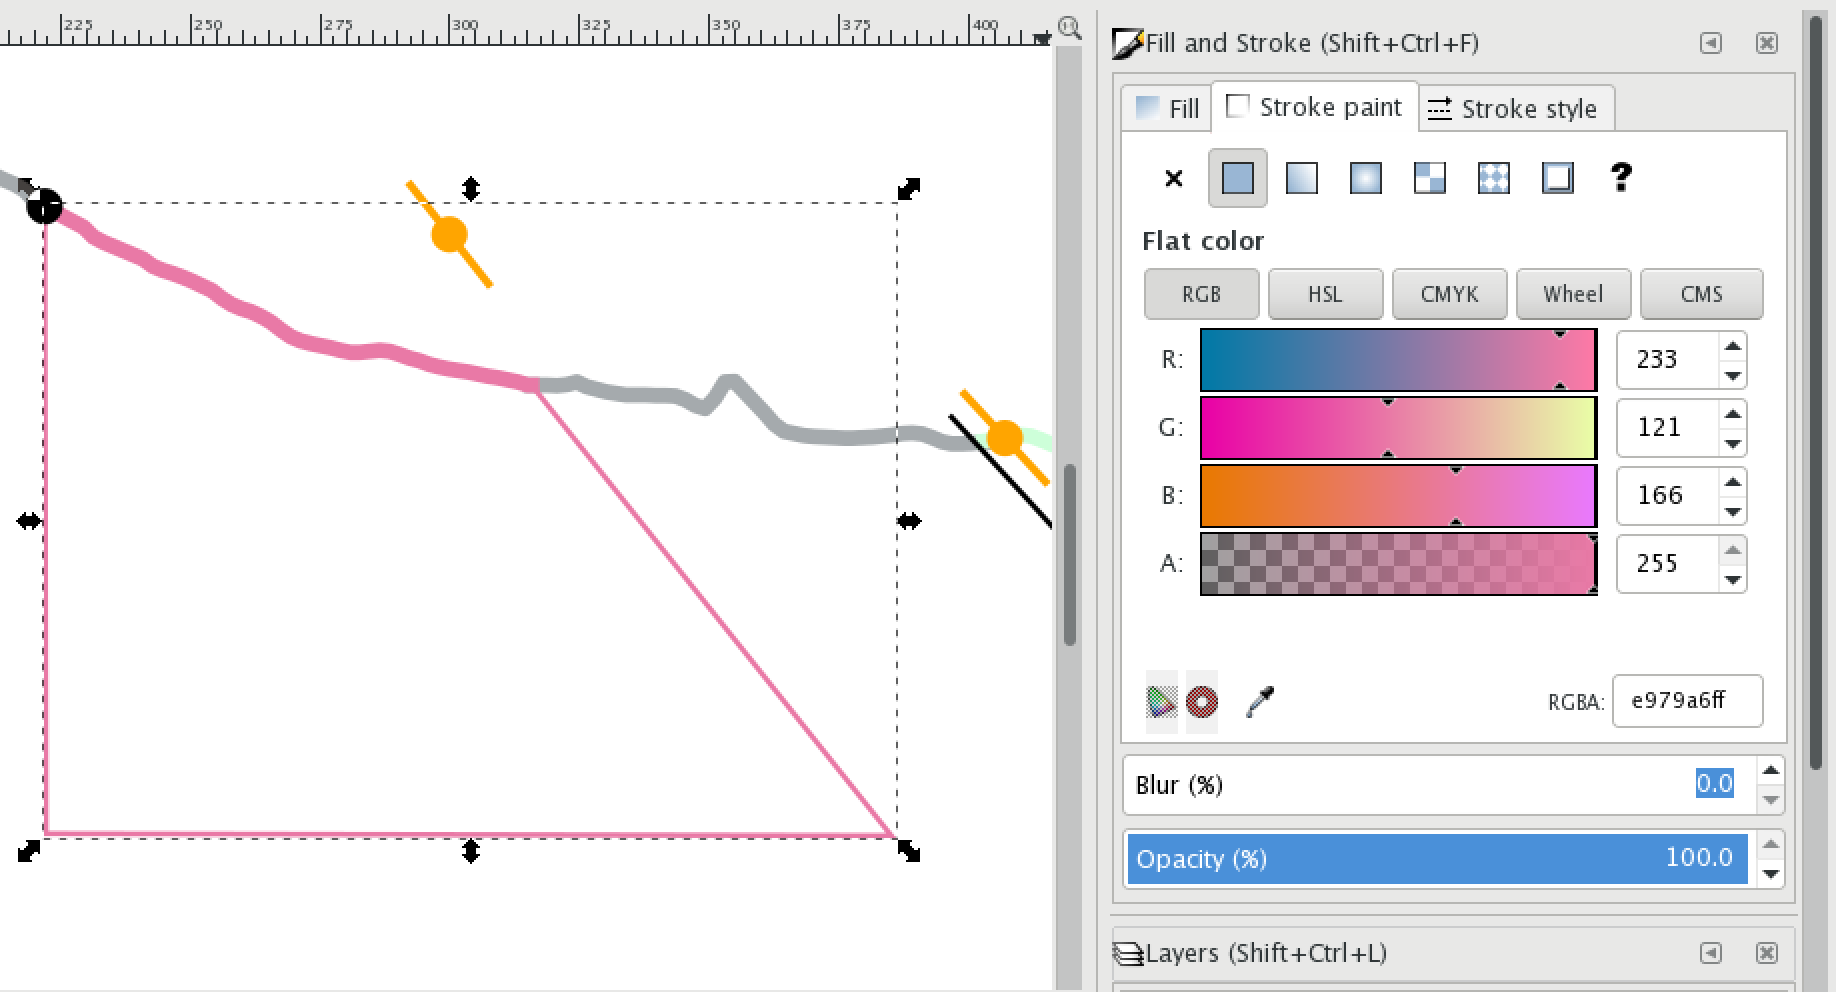 225 250 275 300 325 350 375 400
Fill and Stroke (Shift+Ctrl+F)
Fill Stroke paint Stroke style
?
Flat color
RGB HSL CMYK Wheel CMS
R: 233
G: 121
B: 166
A: 255
RGBA: e979a6ff
Blur (%) 0.0
Opacity (%) 100.0
Layers (Shift+Ctrl+L)